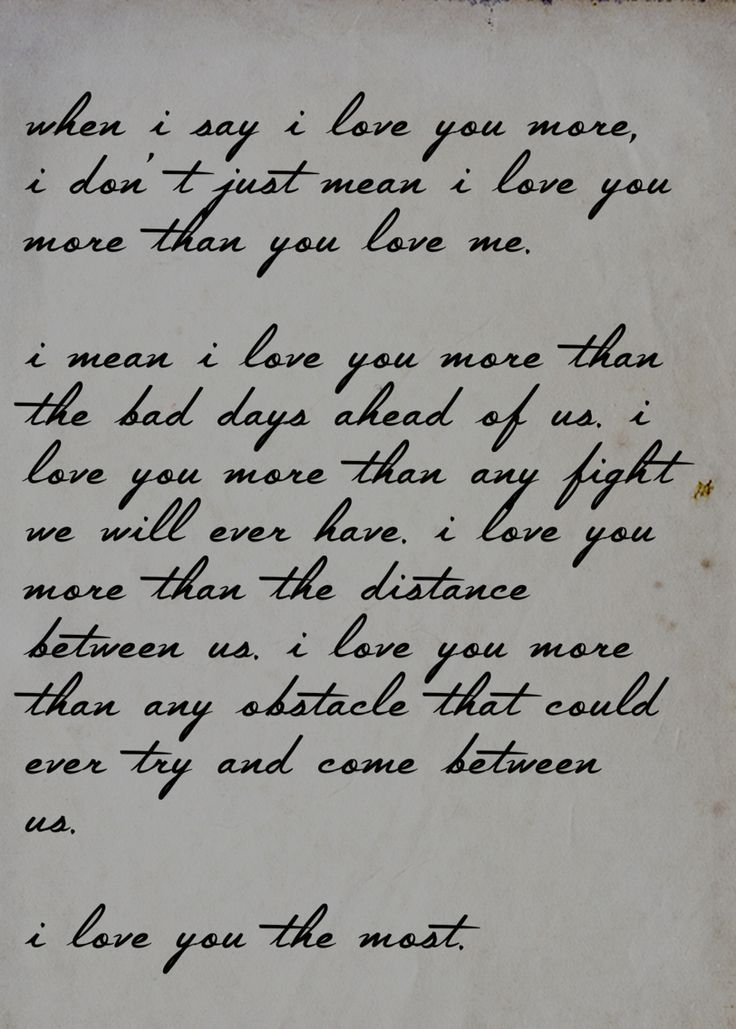 when i say i love you more,
i don't just mean i love you
more than you love me.
i mean i love you more than
the bad days ahead of us. i
love you more than any fight
we will ever have. i love you
more than the distance
between us. i love you more
than any obstacle that could
ever try and come between
us.
i love you the most.